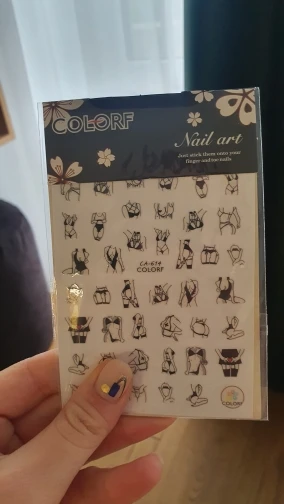 COLORF
Nail art
Just stick them onto your
finger and toe nails
CA-614
COLORF
COLORF